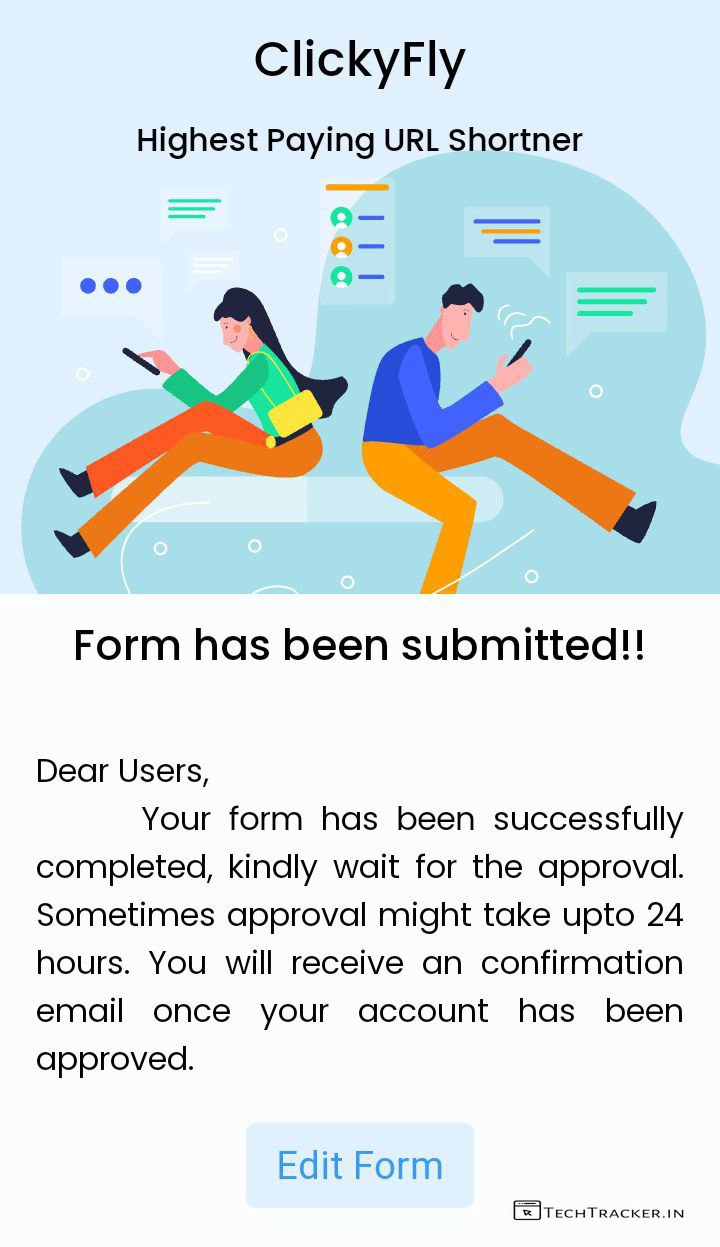 ClickyFly
Highest Paying URL Shortner
Form has been submitted!!
Dear Users,
Your form has been successfully
completed, kindly wait for the approval.
Sometimes approval might take upto 24
hours. You will receive an confirmation
email once your account has been
approved.
Edit Form
TECHTRACKER.IN